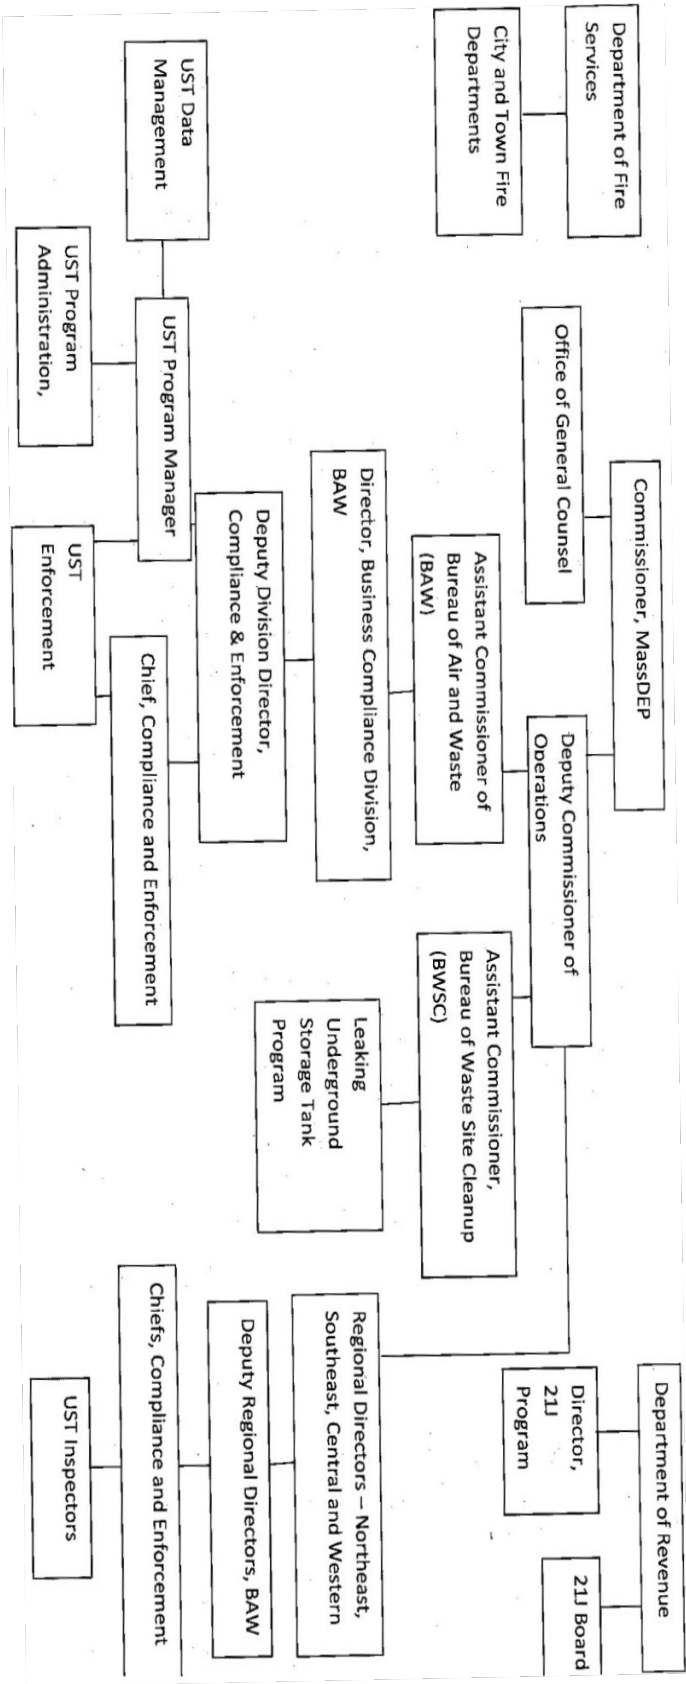 Department of Fire
Services
City and Town Fire
Departments
Commissioner, MassDEP
Office of General Counsel
Deputy Commissioner of
Operations
Department of Revenue
Director,
21J
Program
21J Board
Assistant Commissioner of
Bureau of Air and Waste
(BAW)
Assistant Commissioner,
Bureau of Waste Site Cleanup
(BWSC)
Director, Business Compliance Division,
BAW
Leaking
Underground
Storage Tank
Program
Regional Directors – Northeast,
Southeast, Central and Western
Deputy Division Director,
Compliance & Enforcement
Deputy Regional Directors, BAW
UST Data
Management
UST Program Manager
Chief, Compliance and Enforcement
Chiefs, Compliance and Enforcement
UST Program
Administration,
UST
Enforcement
UST Inspectors